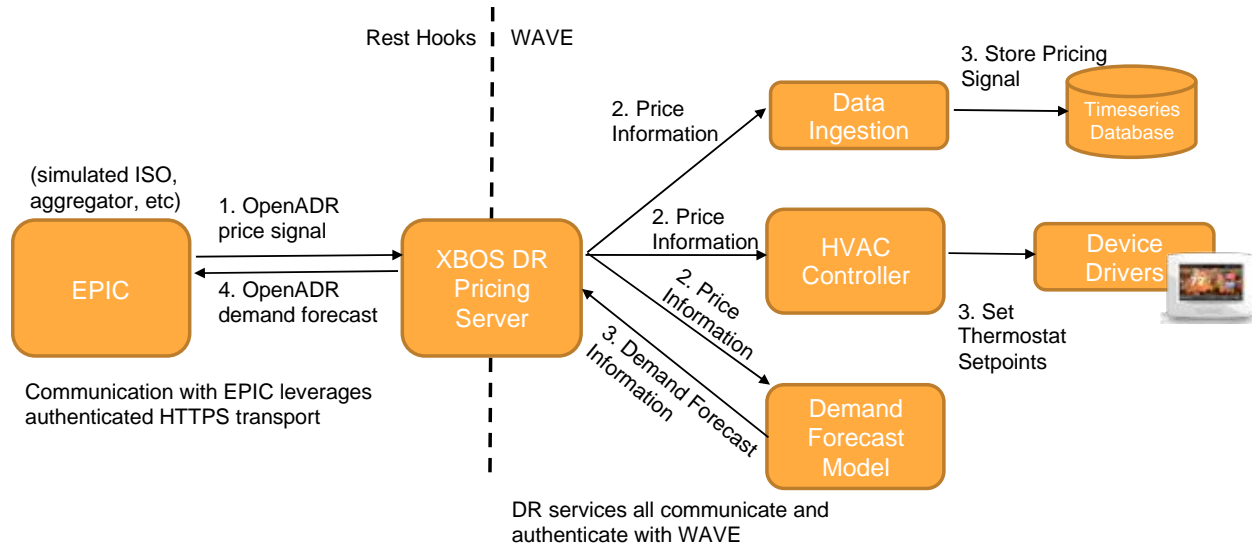 Rest Hooks
WAVE
(simulated ISO,
aggregator, etc)
EPIC
1. OpenADR
price signal
4. OpenADR
demand forecast
Communication with EPIC leverages
authenticated HTTPS transport
XBOS DR
Pricing
Server
2. Price
Information
Data
Ingestion
3. Store Pricing
Signal
Timeseries
Database
2. Price
Information
HVAC
Controller
3. Set
Thermostat
Setpoints
Device
Drivers
2. Price
Information
3. Demand Forecast
Information
Demand
Forecast
Model
DR services all communicate and
authenticate with WAVE